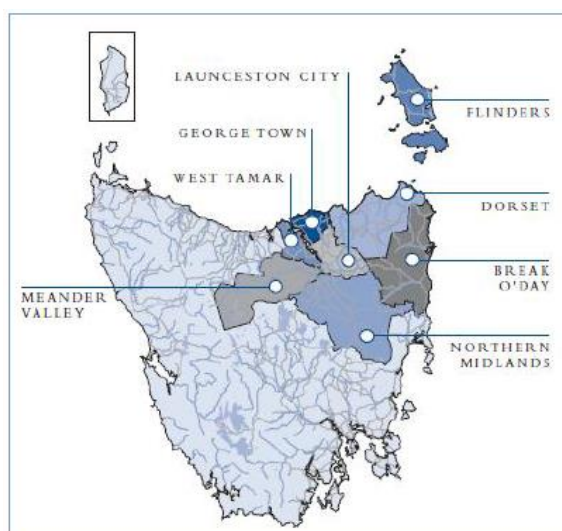 LAUNCESTON CITY
FLINDERS
GEORGE TOWN
WEST TAMAR
DORSET
BREAK
O'DAY
MEANDER
VALLEY
NORTHERN
MIDLANDS